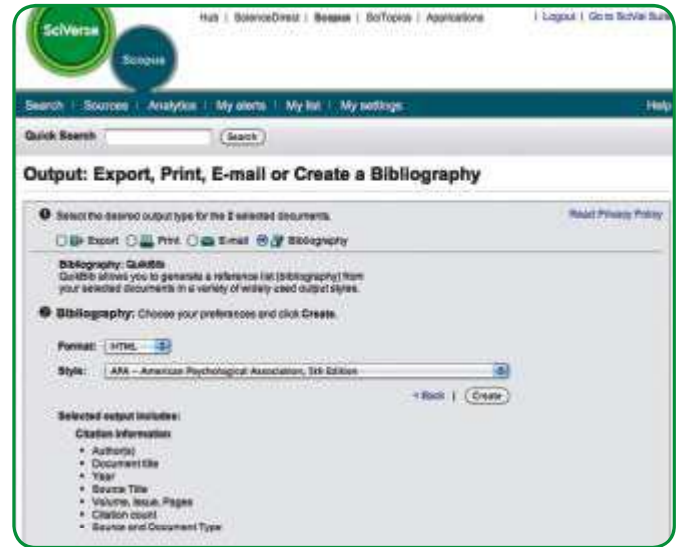 SciVerse
Hub | ScienceDirect | Scopus | SciTopics | Applications
| Logout | Go to SciVal Suite
Scopus
Search | Sources | Analytics | My alerts | My list | My settings
Help
Quick Search
Search
Output: Export, Print, E-mail or Create a Bibliography
1 Select the desired output type for the 2 selected documents.
Read Privacy Policy
Export Print E-mail Bibliography
Bibliography: QuikBib
QuikBib allows you to generate a reference list (bibliography) from
your selected documents in a variety of widely used output styles.
2 Bibliography: Choose your preferences and click Create.
Format: HTML
Style: APA - American Psychological Association, 5th Edition
< Back | Create
Selected output includes:
Citation Information
• Author(s)
• Document title
• Year
• Source Title
• Volume, Issue, Pages
• Citation count
• Source and Document Type